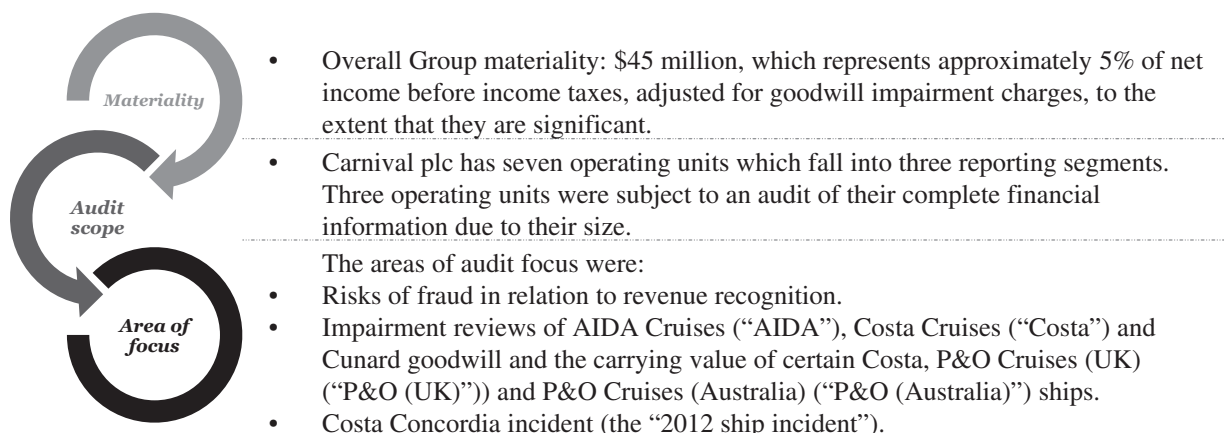 Materiality
• Overall Group materiality: $45 million, which represents approximately 5% of net
income before income taxes, adjusted for goodwill impairment charges, to the
extent that they are significant.
Audit
scope
• Carnival plc has seven operating units which fall into three reporting segments.
Three operating units were subject to an audit of their complete financial
information due to their size.
Area of
focus
The areas of audit focus were:
• Risks of fraud in relation to revenue recognition.
• Impairment reviews of AIDA Cruises (“AIDA”), Costa Cruises (“Costa”) and
Cunard goodwill and the carrying value of certain Costa, P&O Cruises (UK)
(“P&O (UK)”)) and P&O Cruises (Australia) (“P&O (Australia)”) ships.
• Costa Concordia incident (the “2012 ship incident”).